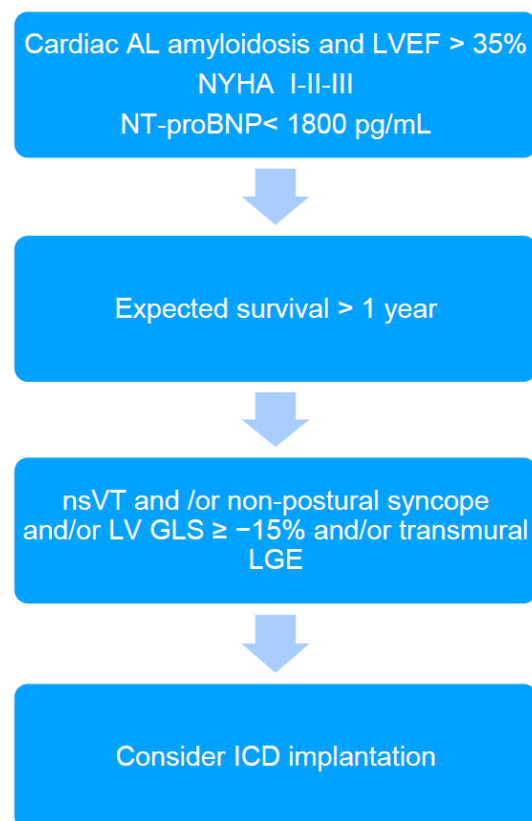 Cardiac AL amyloidosis and LVEF > 35%
NYHA  I-II-III
NT-proBNP< 1800 pg/mL
Expected survival > 1 year
nsVT and /or non-postural syncope
and/or LV GLS ≥ −15% and/or transmural
LGE
Consider ICD implantation